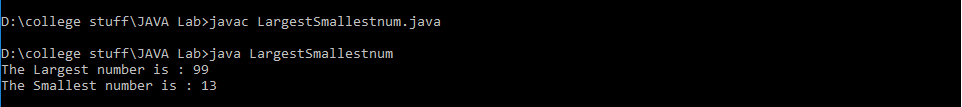 D:\college stuff\JAVA Lab>javac LargestSmallestnum.java
D:\college stuff\JAVA Lab>java LargestSmallestnum
The Largest number is : 99
The Smallest number is : 13